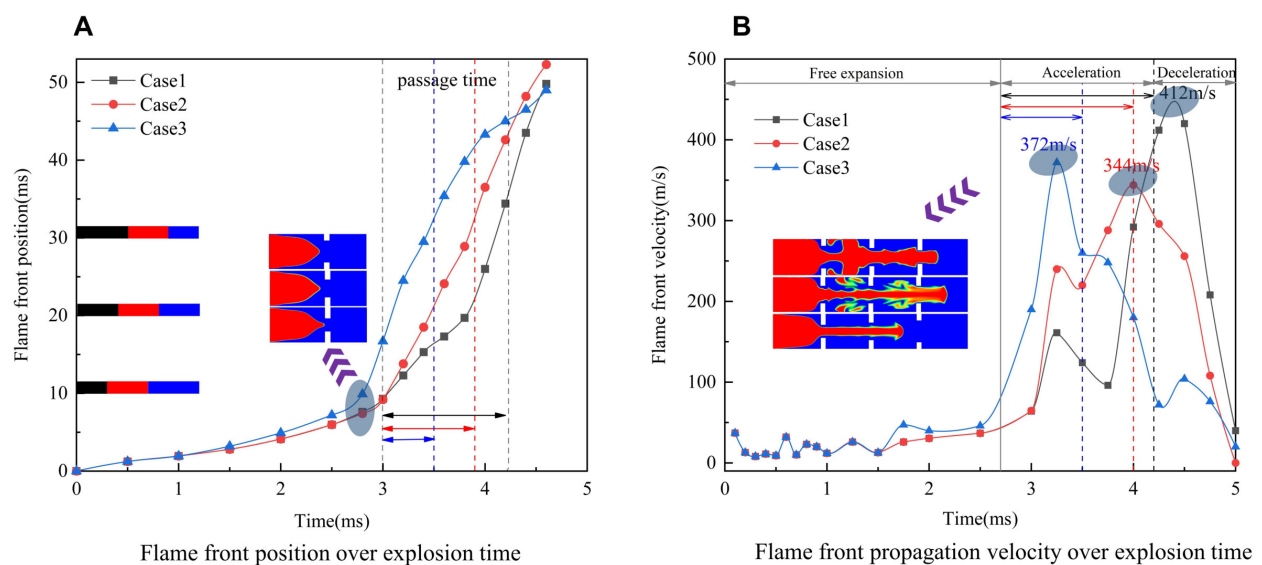 A
Case1
Case2
Case3
passage time
Flame front position(ms)
50
40
30
20
10
0
0
1
2
3
4
5
Time(ms)
Flame front position over explosion time
B
Free expansion
Acceleration
Deceleration
412m/s
Case1
Case2
Case3
372m/s
344m/s
Flame front velocity(m/s)
500
400
300
200
100
0
0
1
2
3
4
5
Time(ms)
Flame front propagation velocity over explosion time